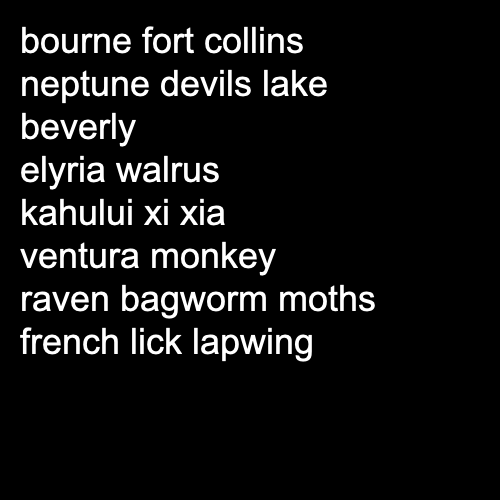 bourne fort collins
neptune devils lake
beverly
elyria walrus
kahului xi xia
ventura monkey
raven bagworm moths
french lick lapwing